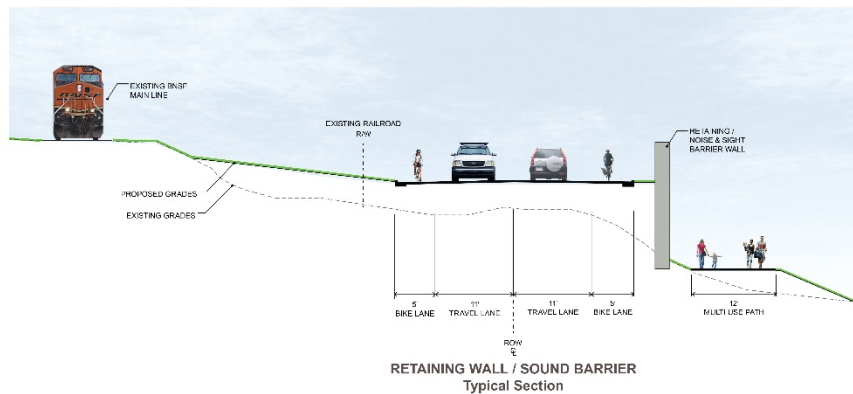 EXISTING BNSF
MAIN LINE
EXISTING RAILROAD
R/W
RETAINING /
NOISE & SIGHT
BARRIER WALL
PROPOSED GRADES
EXISTING GRADES
5'
BIKE LANE
11'
TRAVEL LANE
11'
TRAVEL LANE
5'
BIKE LANE
12'
MULTI USE PATH
ROW
CL
RETAINING WALL / SOUND BARRIER
Typical Section